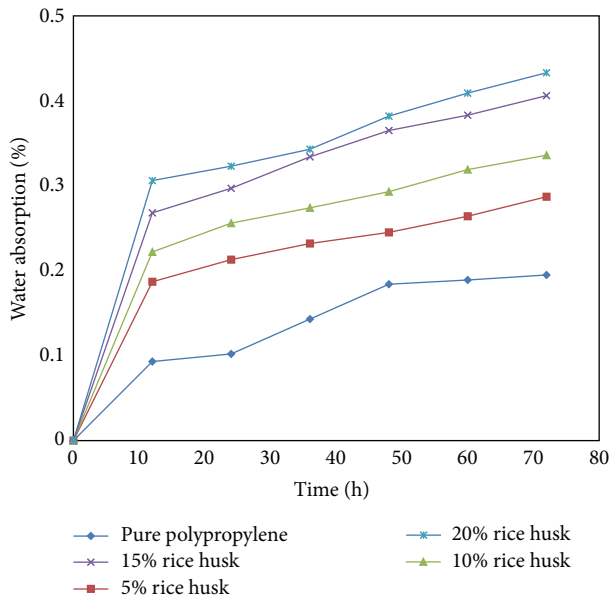 0.5
0.4
0.3
0.2
0.1
0
Water absorption (%)
0 10 20 30 40 50 60 70 80
Time (h)
Pure polypropylene
20% rice husk
15% rice husk
10% rice husk
5% rice husk